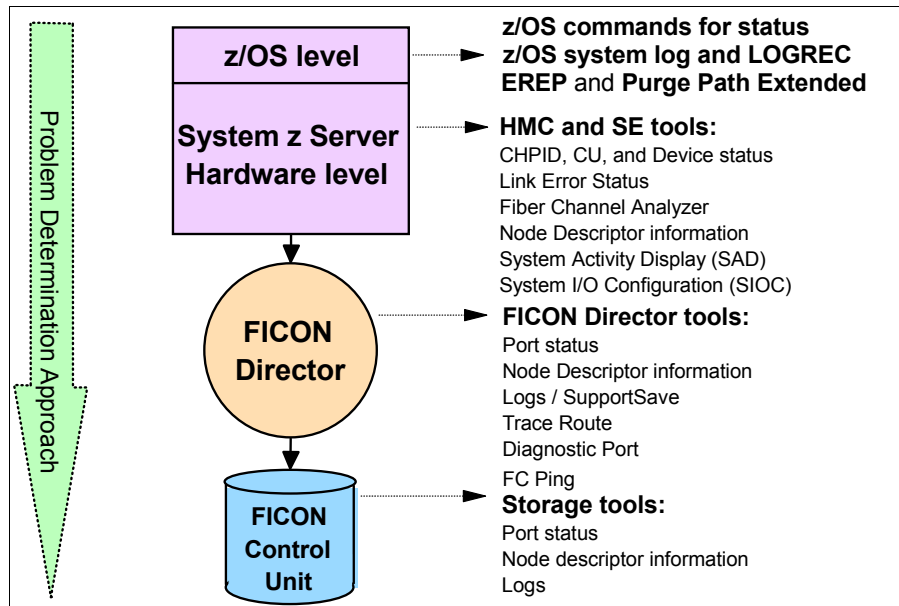 Problem Determination Approach
z/OS level
System z Server
Hardware level
FICON
Director
FICON
Control
Unit
z/OS commands for status
z/OS system log and LOGREC
EREP and Purge Path Extended
HMC and SE tools:
CHPID, CU, and Device status
Link Error Status
Fiber Channel Analyzer
Node Descriptor information
System Activity Display (SAD)
System I/O Configuration (SIOC)
FICON Director tools:
Port status
Node Descriptor information
Logs / SupportSave
Trace Route
Diagnostic Port
FC Ping
Storage tools:
Port status
Node descriptor information
Logs